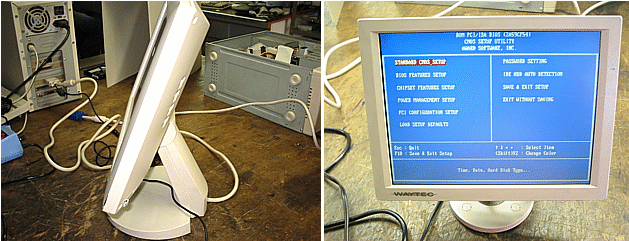 ROM PCI/ISA BIOS (2A59CF54)
CMOS SETUP UTILITY
AWARD SOFTWARE, INC.
STANDARD CMOS SETUP
PASSWORD SETTING
BIOS FEATURES SETUP
IDE HDD AUTO DETECTION
CHIPSET FEATURES SETUP
SAVE & EXIT SETUP
POWER MANAGEMENT SETUP
EXIT WITHOUT SAVING
PCI CONFIGURATION SETUP
LOAD SETUP DEFAULTS
Esc : Quit
: Select Item
F10 : Save & Exit Setup
(Shift)F2 : Change Color
Time, Date, Hard Disk Type...
WAYTEC